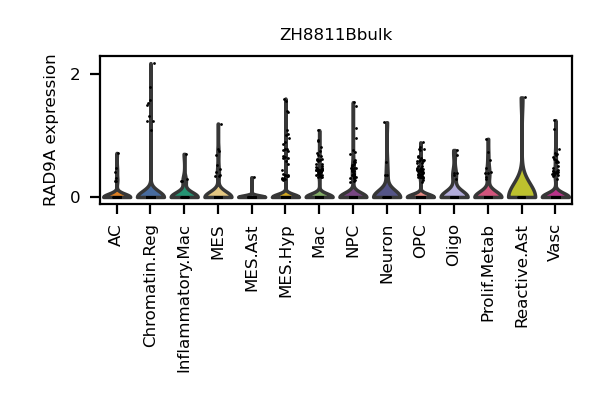 ZH8811Bbulk
RAD9A expression
2
0
AC
Chromatin.Reg
Inflammatory.Mac
MES
MES.Ast
MES.Hyp
Mac
NPC
Neuron
OPC
Oligo
Prolif.Metab
Reactive.Ast
Vasc